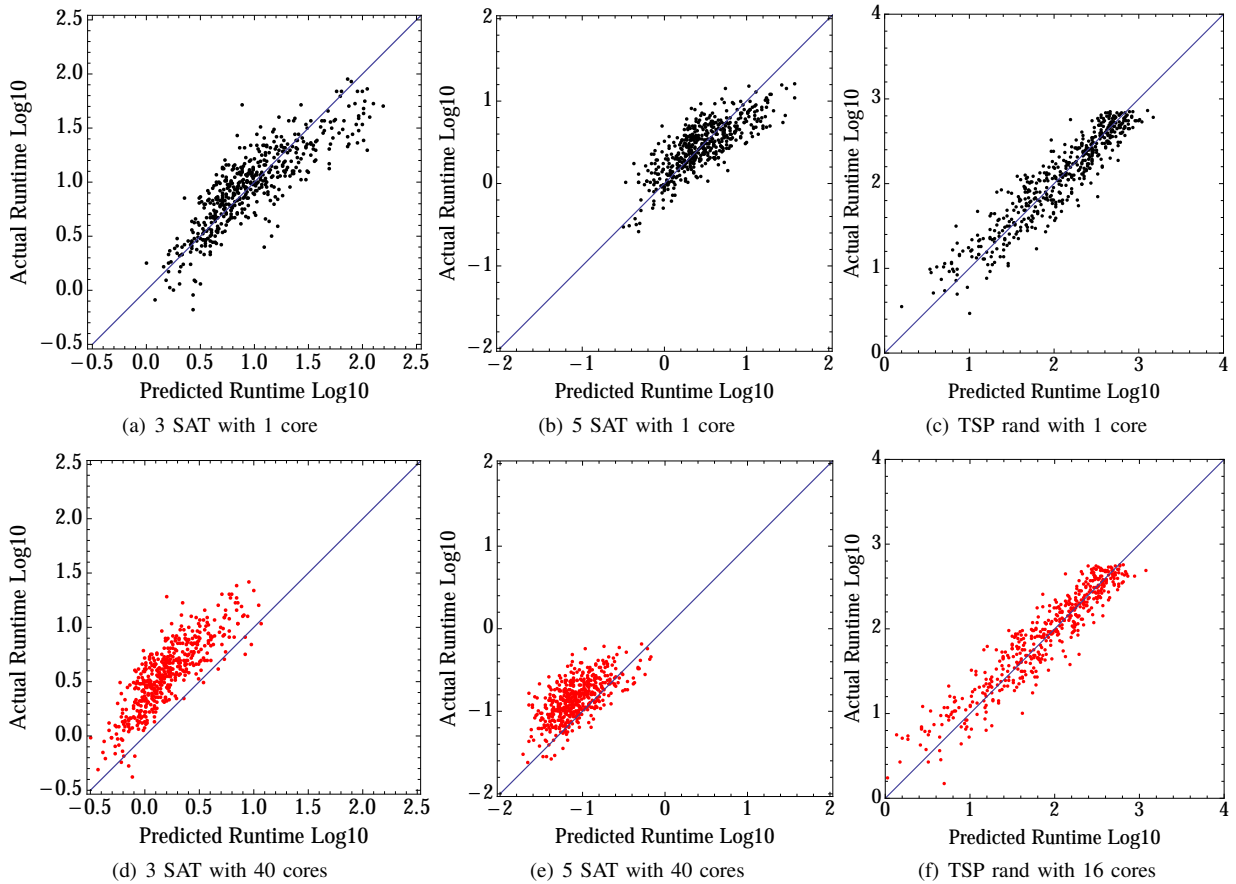 2.5
2.0
1.5
1.0
0.5
0.0
−0.5
−0.5 0.0 0.5 1.0 1.5 2.0 2.5
Actual Runtime Log10
Predicted Runtime Log10
(a) 3 SAT with 1 core
2
1
0
−1
−2
−2 −1 0 1 2
Actual Runtime Log10
Predicted Runtime Log10
(b) 5 SAT with 1 core
4
3
2
1
0
0 1 2 3 4
Actual Runtime Log10
Predicted Runtime Log10
(c) TSP rand with 1 core
2.5
2.0
1.5
1.0
0.5
0.0
−0.5
−0.5 0.0 0.5 1.0 1.5 2.0 2.5
Actual Runtime Log10
Predicted Runtime Log10
(d) 3 SAT with 40 cores
2
1
0
−1
−2
−2 −1 0 1 2
Actual Runtime Log10
Predicted Runtime Log10
(e) 5 SAT with 40 cores
4
3
2
1
0
0 1 2 3 4
Actual Runtime Log10
Predicted Runtime Log10
(f) TSP rand with 16 cores